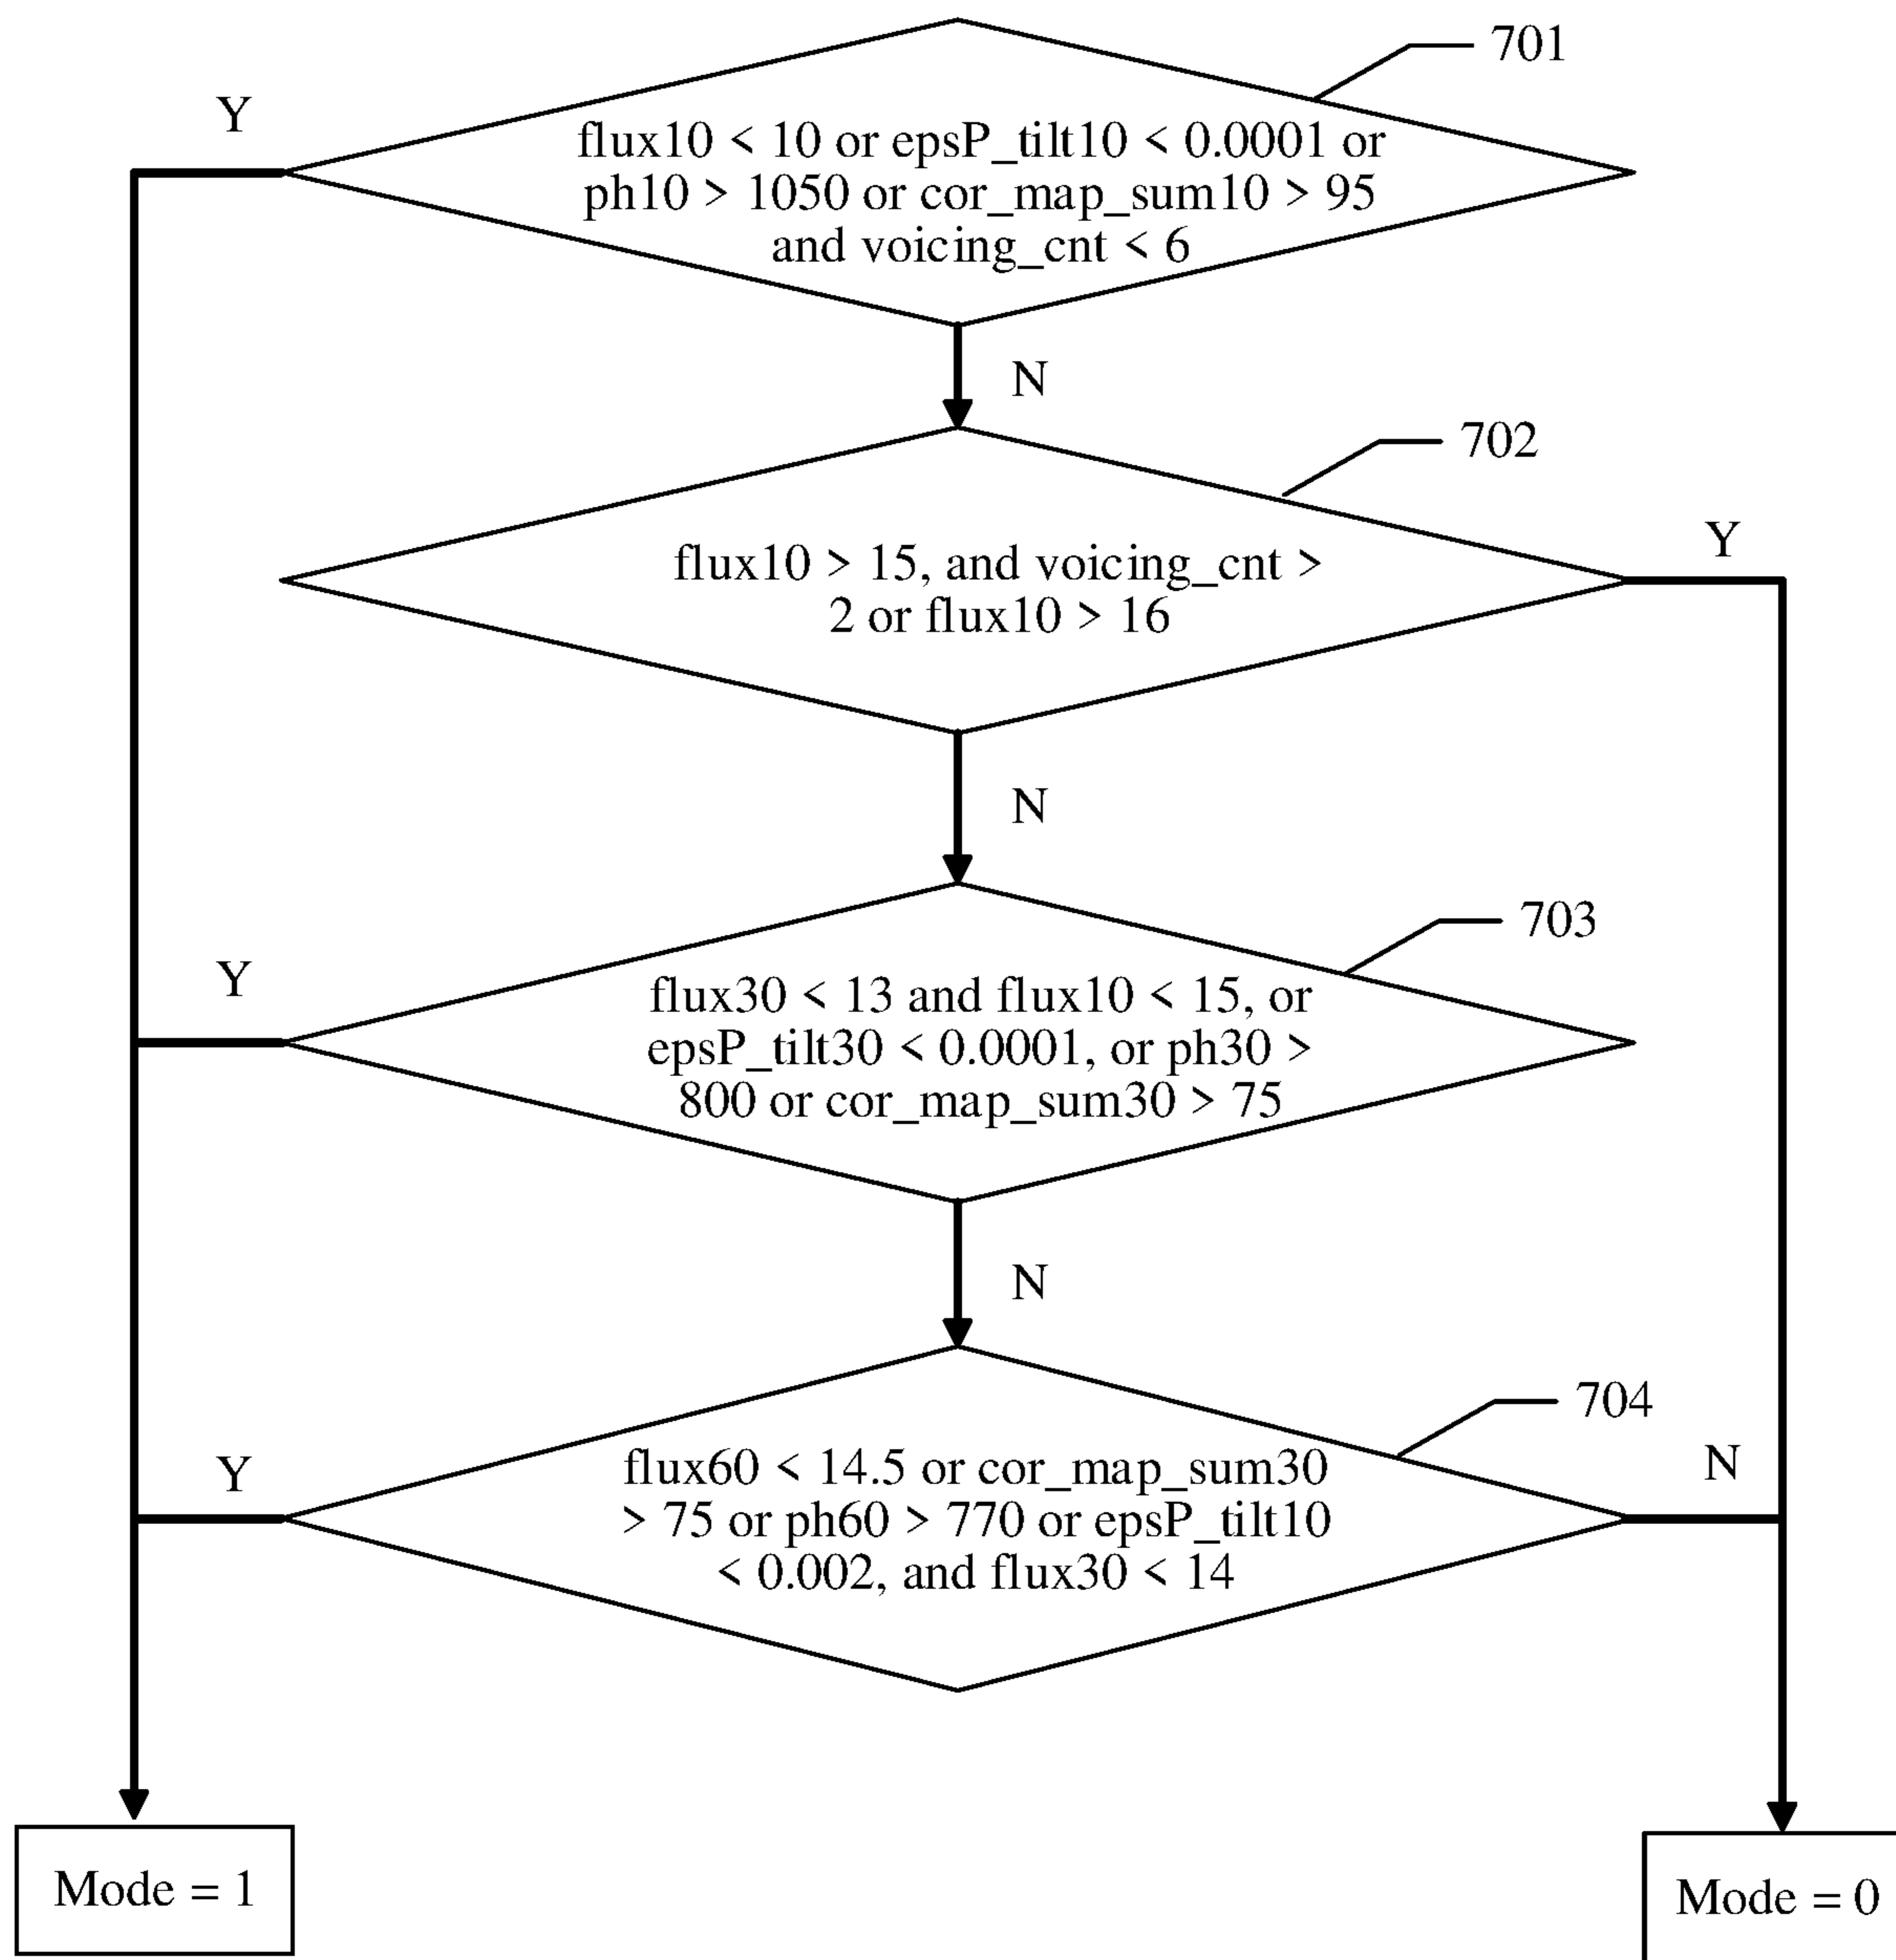 701
Y
flux10 < 10 or epsP_tilt10 < 0.0001 or
ph10 > 1050 or cor_map_sum10 > 95
and voicing_cnt < 6
N
702
Y
flux10 > 15, and voicing_cnt >
2 or flux10 > 16
N
703
Y
flux30 < 13 and flux10 < 15, or
epsP_tilt30 < 0.0001, or ph30 >
800 or cor_map_sum30 > 75
N
704
Y
flux60 < 14.5 or cor_map_sum30
> 75 or ph60 > 770 or epsP_tilt10
< 0.002, and flux30 < 14
N
Mode = 1
Mode = 0